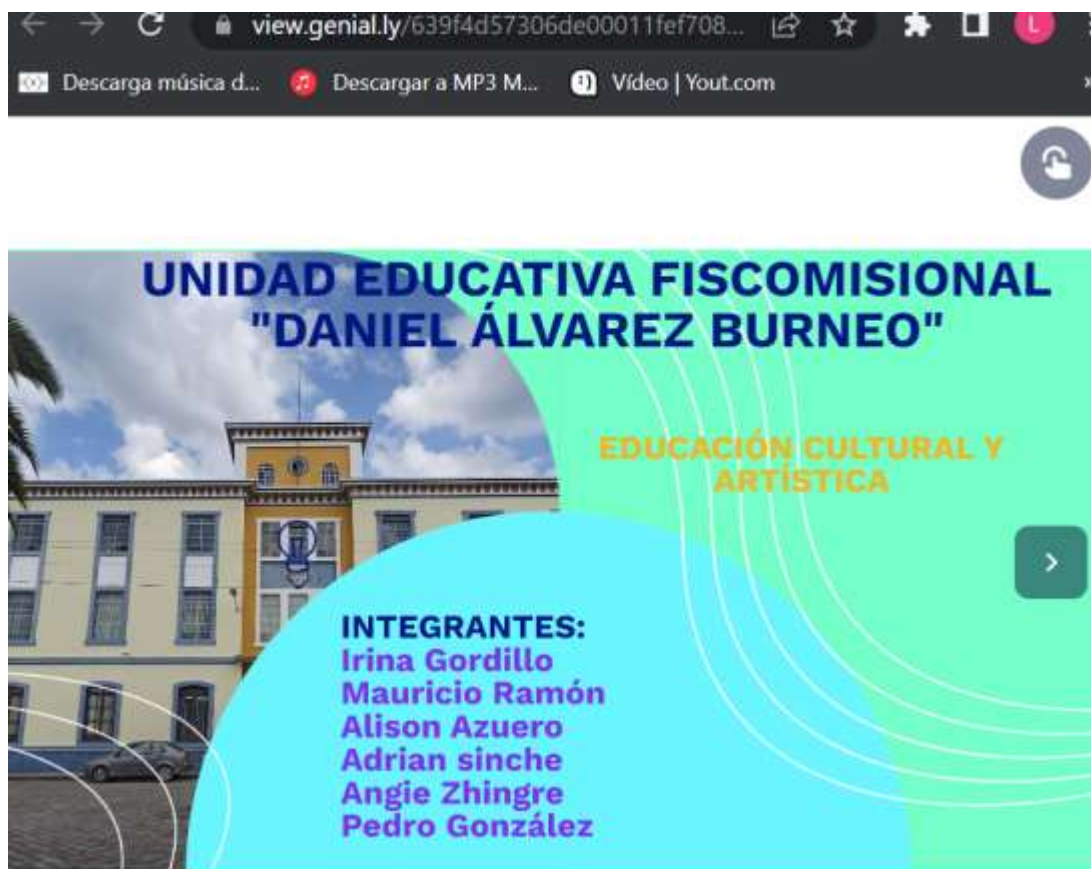 view.genial.ly/639f4d57306de00011fef708...
L
Descarga música d...
Descargar a MP3 M...
Vídeo | Yout.com
UNIDAD EDUCATIVA FISCOMISIONAL
"DANIEL ÁLVAREZ BURNEO"
EDUCACIÓN CULTURAL Y
ARTÍSTICA
INTEGRANTES:
Irina Gordillo
Mauricio Ramón
Alison Azuero
Adrian sinche
Angie Zhingre
Pedro González